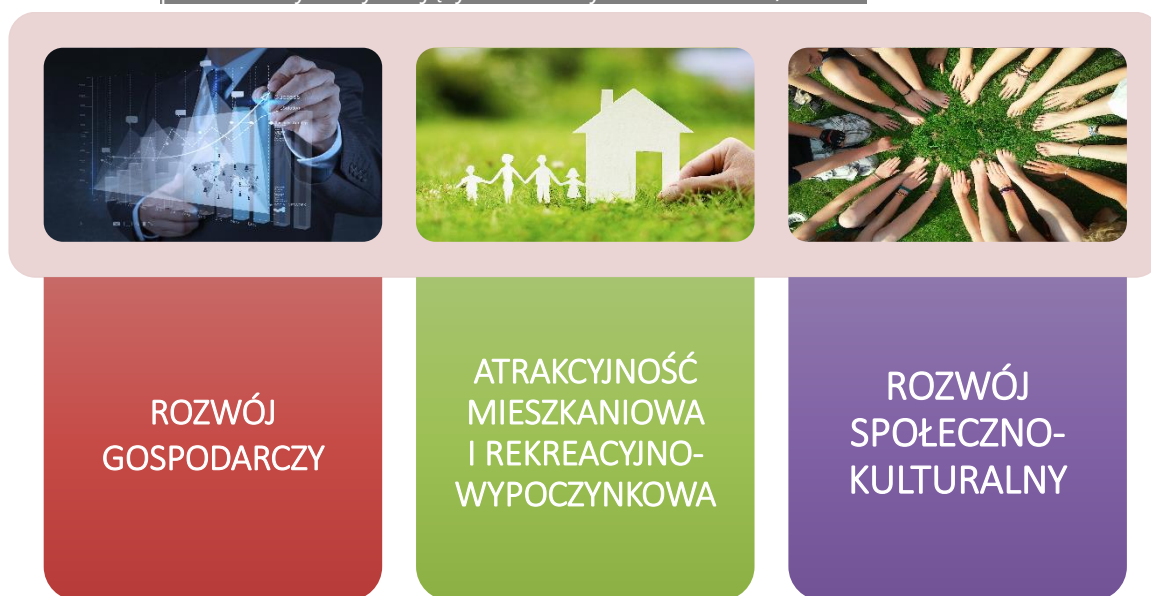 ROZWÓJ
GOSPODARCZY
ATRAKCYJNOŚĆ
MIESZKANIOWA
I REKREACYJNO-
WYPOCZYNKOWA
ROZWÓJ
SPOŁECZNO-
KULTURALNY